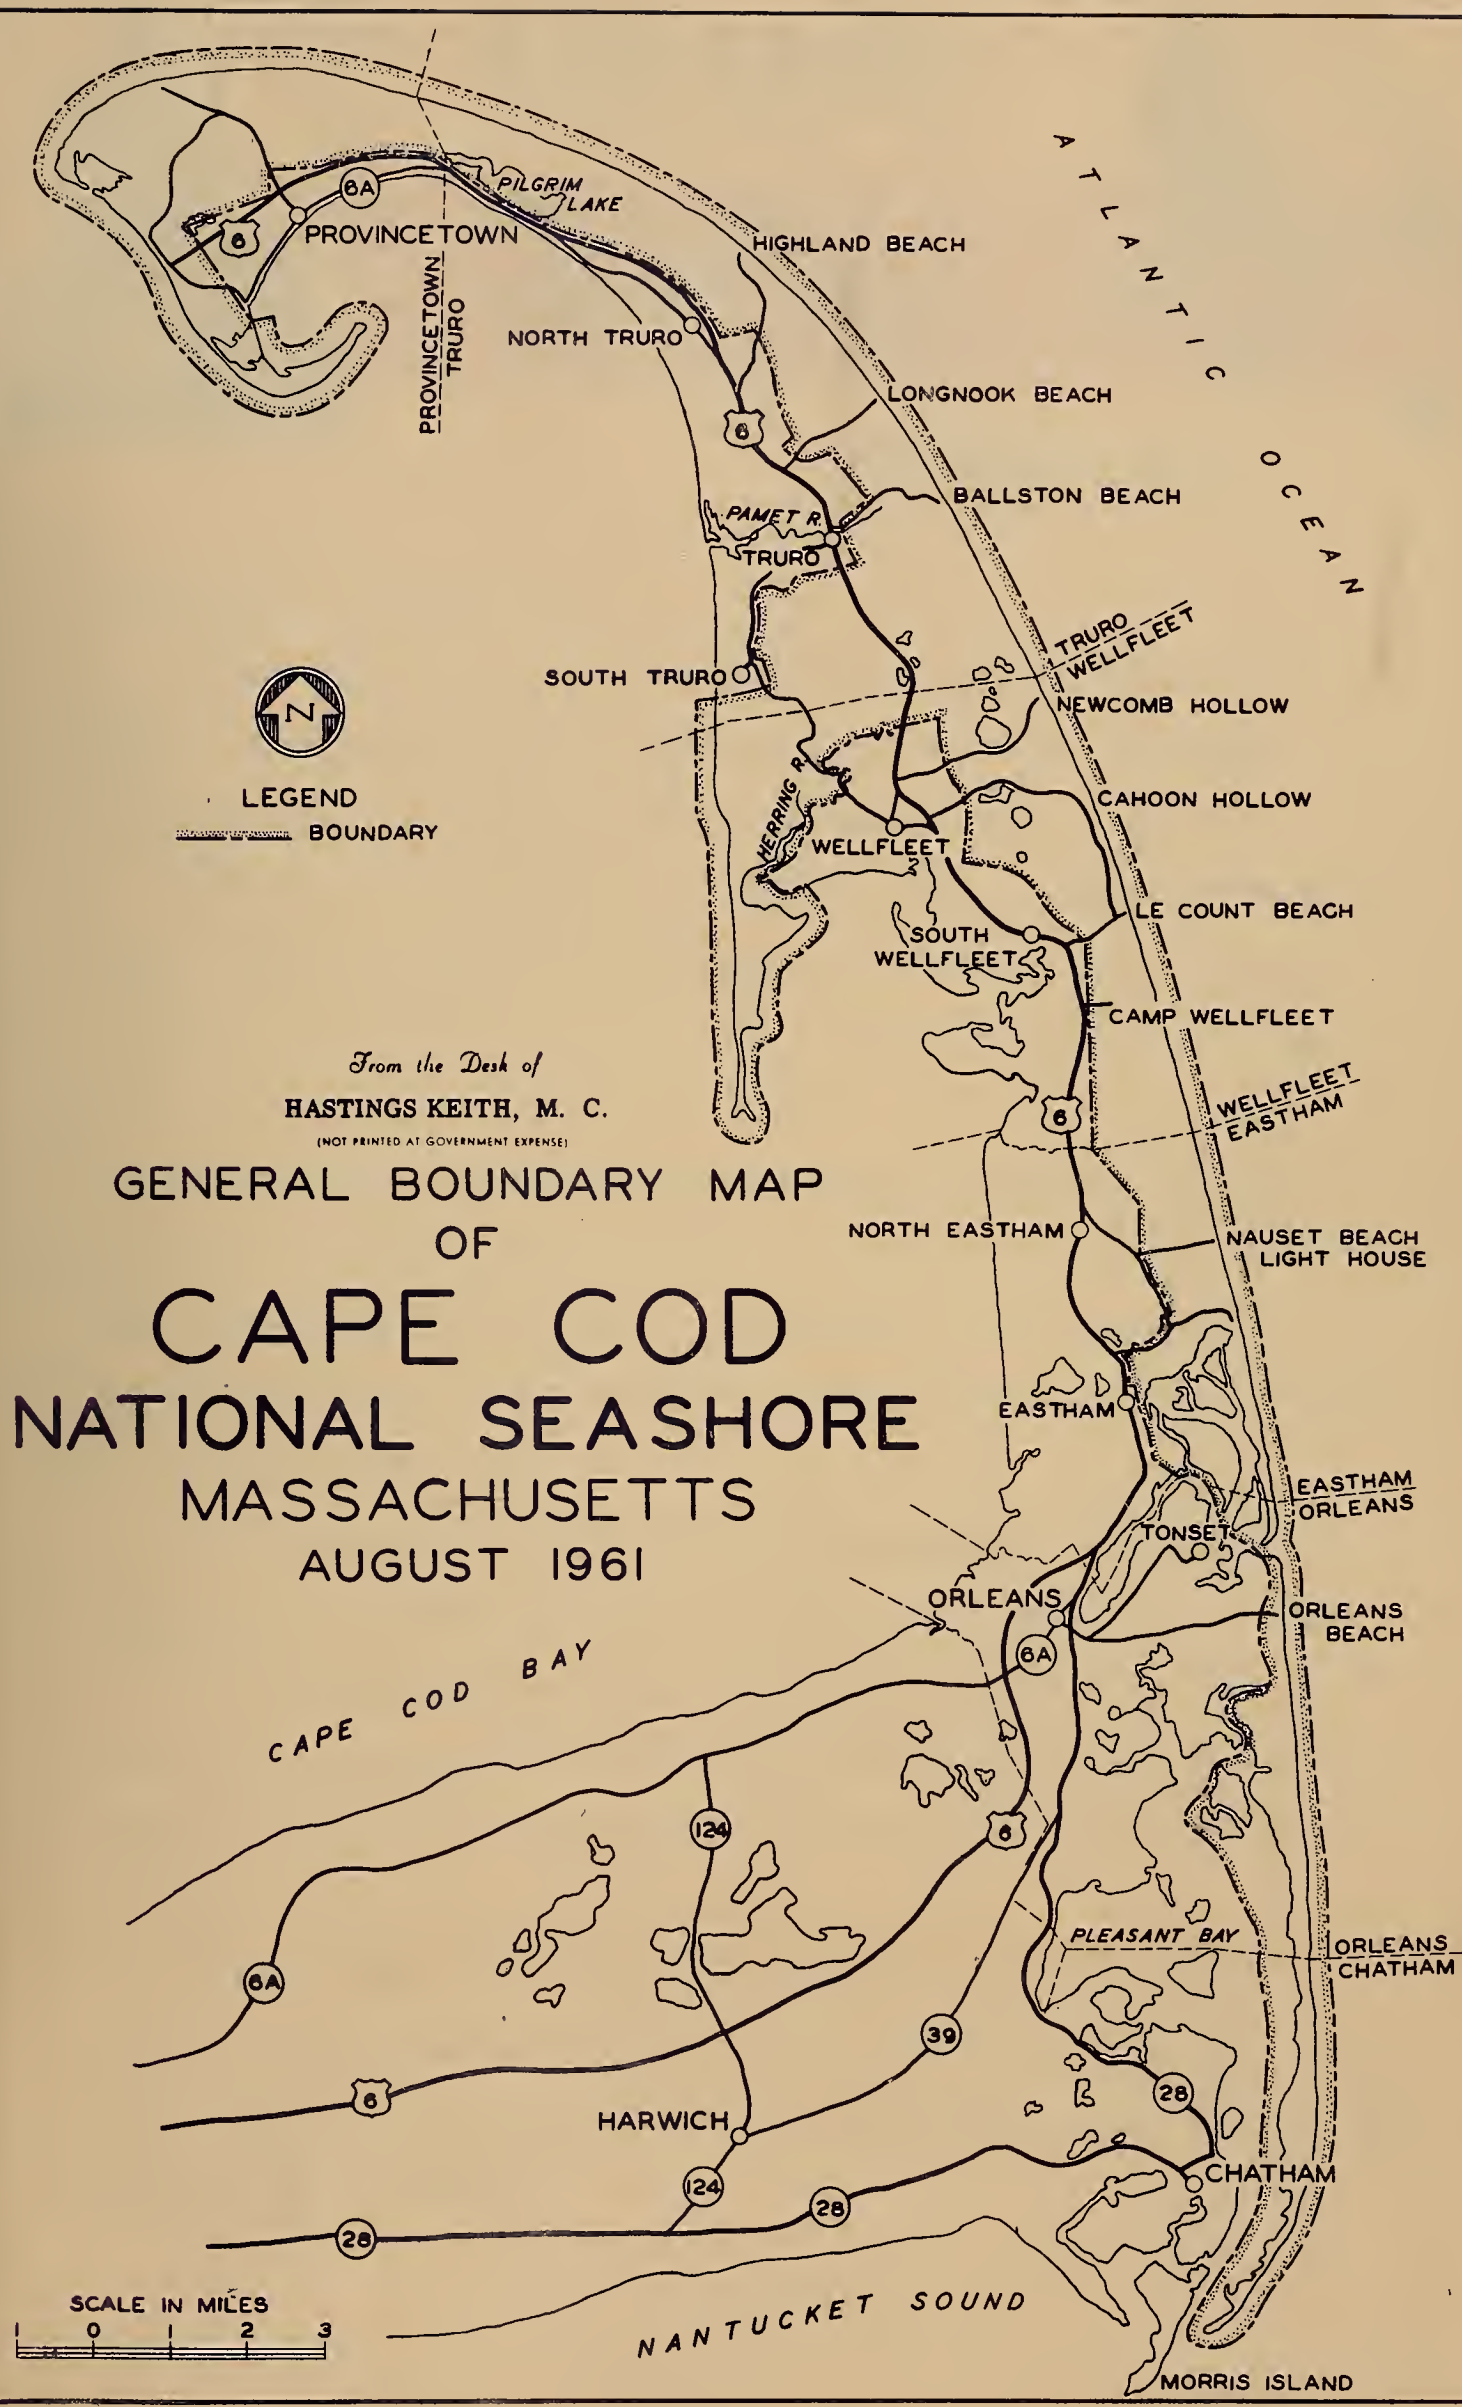 ATLANTIC OCEAN
PILGRIM
LAKE
6A
6
PROVINCETOWN
HIGHLAND BEACH
PROVINCETOWN
TRURO
NORTH TRURO
LONGNOOK BEACH
6
BALLSTON BEACH
PAMET R.
TRURO
TRURO
WELLFLEET
SOUTH TRURO
NEWCOMB HOLLOW
N
HERRING R.
LEGEND
BOUNDARY
CAHOON HOLLOW
WELLFLEET
LE COUNT BEACH
SOUTH
WELLFLEET
CAMP WELLFLEET
From the Desk of
HASTINGS KEITH, M. C.
(NOT PRINTED AT GOVERNMENT EXPENSE)
WELLFLEET
EASTHAM
6
GENERAL BOUNDARY MAP
OF
CAPE COD
NATIONAL SEASHORE
MASSACHUSETTS
AUGUST 1961
NORTH EASTHAM
NAUSET BEACH
LIGHT HOUSE
EASTHAM
EASTHAM
ORLEANS
TONSET
ORLEANS
ORLEANS
BEACH
6A
CAPE COD BAY
124
6
PLEASANT BAY
ORLEANS
CHATHAM
6A
39
6
28
HARWICH
124
28
28
CHATHAM
SCALE IN MILES
1 0 1 2 3
NANTUCKET SOUND
MORRIS ISLAND